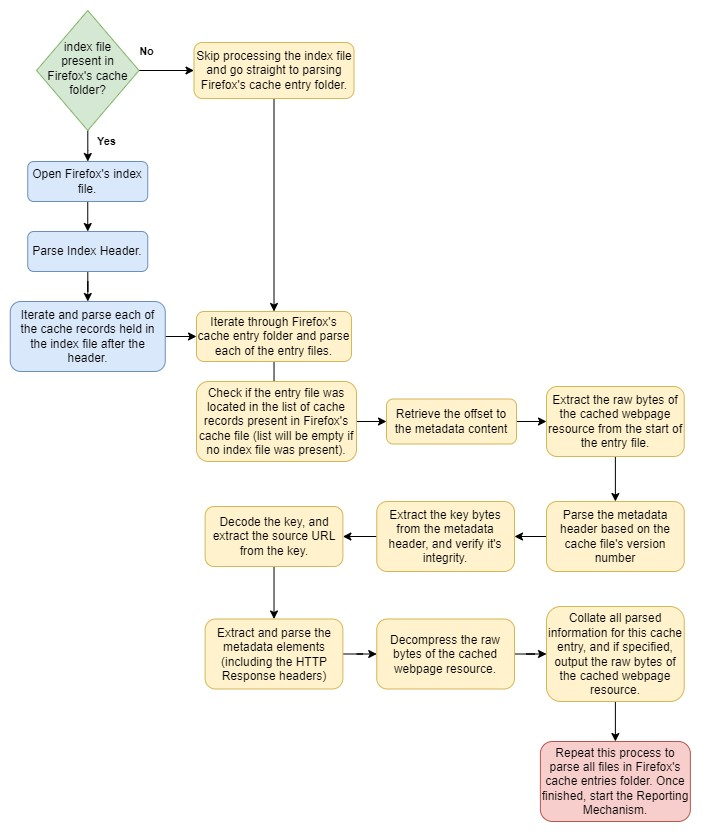 index file
present in
Firefox's cache
folder?
No
Skip processing the index file
and go straight to parsing
Firefox's cache entry folder.
Yes
Open Firefox's index
file.
Parse Index Header.
Iterate and parse each of
the cache records held in
the index file after the
header.
Iterate through Firefox's
cache entry folder and parse
each of the entry files.
Check if the entry file was
located in the list of cache
records present in Firefox's
cache file (list will be empty if
no index file was present).
Retrieve the offset to
the metadata content
Extract the raw bytes of
the cached webpage
resource from the start of
the entry file.
Parse the metadata
header based on the
cache file's version
number
Extract the key bytes
from the metadata
header, and verify it's
integrity.
Decode the key, and
extract the source URL
from the key.
Extract and parse the
metadata elements
(including the HTTP
Response headers)
Decompress the raw
bytes of the cached
webpage resource.
Collate all parsed
information for this cache
entry, and if specified,
output the raw bytes of
the cached webpage
resource.
Repeat this process to
parse all files in Firefox's
cache entries folder. Once
finished, start the Reporting
Mechanism.